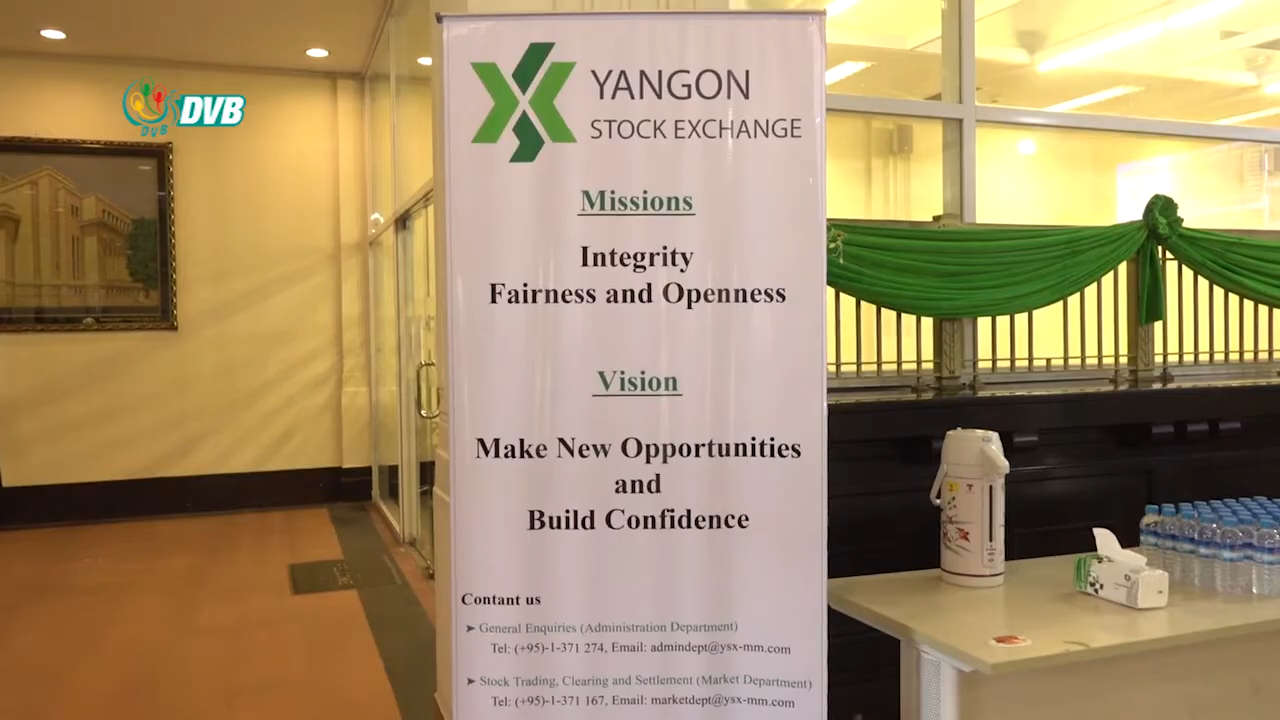 DVB
DVB
YANGON
STOCK EXCHANGE
Missions
Integrity
Fairness and Openness
Vision
Make New Opportunities
and
Build Confidence
Contant us
➤ General Enquiries (Administration Department)
Tel: (+95)-1-371 274, Email: admindept@ysx-mm.com
➤ Stock Trading, Clearing and Settlement (Market Department)
Tel: (+95)-1-371 167, Email: marketdept@ysx-mm.com